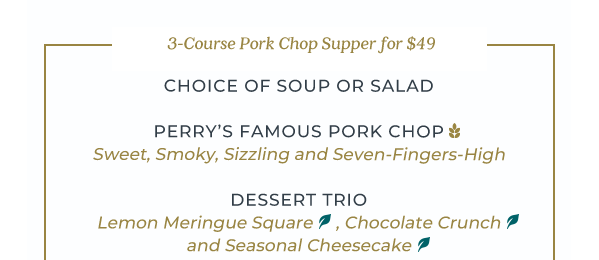 3-Course Pork Chop Supper for $49
CHOICE OF SOUP OR SALAD
PERRY’S FAMOUS PORK CHOP
Sweet, Smoky, Sizzling and Seven-Fingers-High
DESSERT TRIO
Lemon Meringue Square , Chocolate Crunch
and Seasonal Cheesecake